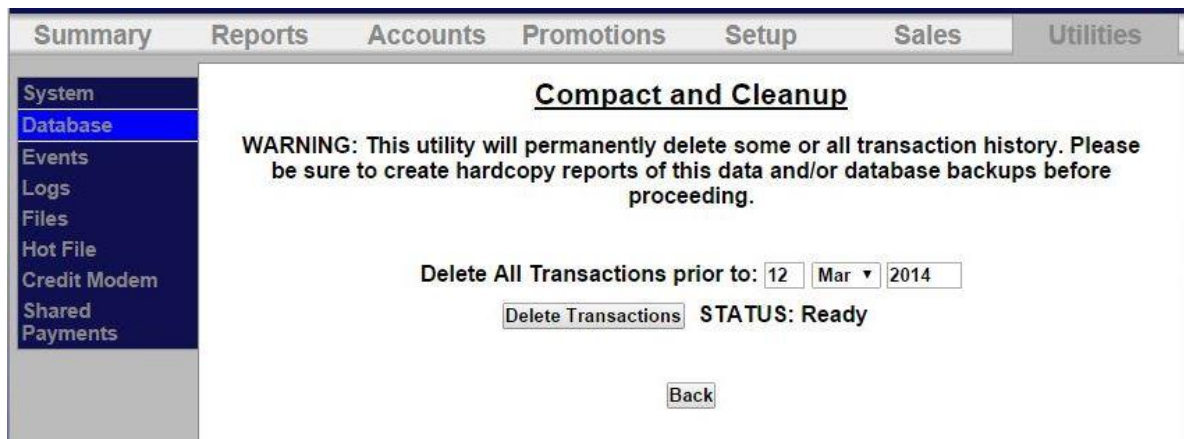 Summary Reports Accounts Promotions Setup Sales Utilities
System
Database
Events
Logs
Files
Hot File
Credit Modem
Shared
Payments
Compact and Cleanup
WARNING: This utility will permanently delete some or all transaction history. Please
be sure to create hardcopy reports of this data and/or database backups before
proceeding.
Delete All Transactions prior to: 12 Mar 2014
Delete Transactions STATUS: Ready
Back